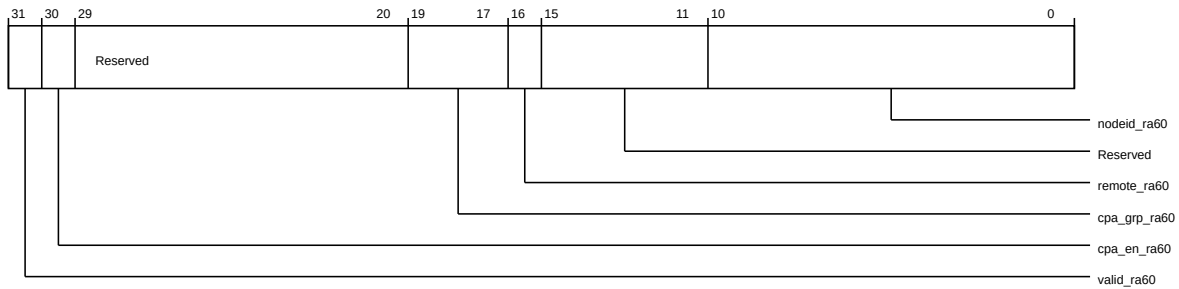 31 30 29 20 19 17 16 15 11 10 0
Reserved
nodeid_ra60
Reserved
remote_ra60
cpa_grp_ra60
cpa_en_ra60
valid_ra60